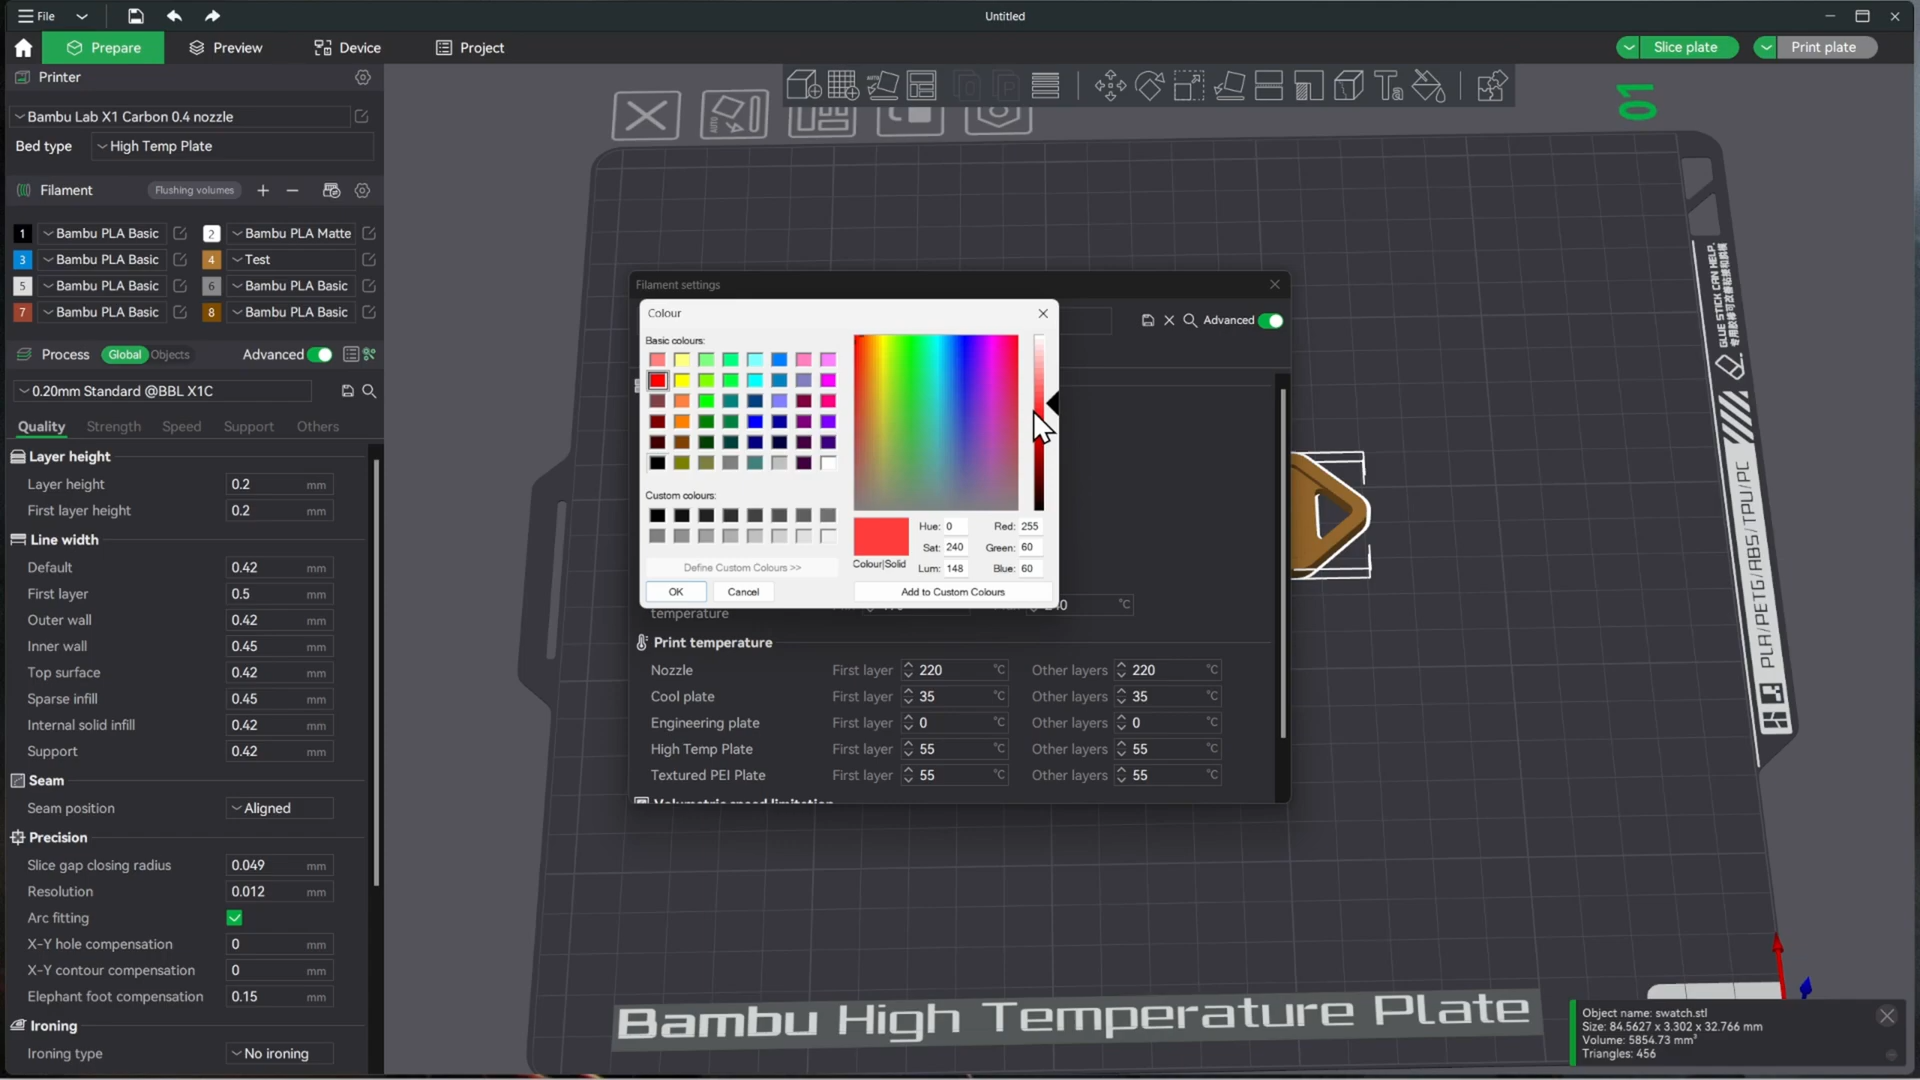 File
Untitled
Prepare
Preview
Device
Project
Slice plate
Print plate
Printer
Bambu Lab X1 Carbon 0.4 nozzle
Bed type
High Temp Plate
Filament
Flushing volumes
1 Bambu PLA Basic
2 Bambu PLA Matte
3 Bambu PLA Basic
4 Test
5 Bambu PLA Basic
6 Bambu PLA Basic
7 Bambu PLA Basic
8 Bambu PLA Basic
Process
Global
Objects
Advanced
0.20mm Standard @BBL X1C
Quality
Strength
Speed
Support
Others
Layer height
Layer height 0.2 mm
First layer height 0.2 mm
Line width
Default 0.42 mm
First layer 0.5 mm
Outer wall 0.42 mm
Inner wall 0.45 mm
Top surface 0.42 mm
Sparse infill 0.45 mm
Internal solid infill 0.42 mm
Support 0.42 mm
Seam
Seam position Aligned
Precision
Slice gap closing radius 0.049 mm
Resolution 0.012 mm
Arc fitting
X-Y hole compensation 0 mm
X-Y contour compensation 0 mm
Elephant foot compensation 0.15 mm
Ironing
Ironing type No ironing
AUTO
AUTO
01
Filament settings
Advanced
Colour
Basic colours:
Custom colours:
Define Custom Colours >>
OK
Cancel
Hue: 0
Red: 255
Sat: 240
Green: 60
Colour|Solid
Lum: 148
Blue: 60
Add to Custom Colours
temperature
°C
Print temperature
Nozzle First layer 220 °C Other layers 220 °C
Cool plate First layer 35 °C Other layers 35 °C
Engineering plate First layer 0 °C Other layers 0 °C
High Temp Plate First layer 55 °C Other layers 55 °C
Textured PEI Plate First layer 55 °C Other layers 55 °C
Volumetric speed limitation
GLUE STICK CAN HELP.
PLA/PETG/ABS/TPU/PC
Bambu High Temperature Plate
Object name: swatch.stl
Size: 84.5627 x 3.302 x 32.766 mm
Volume: 5854.73 mm³
Triangles: 456